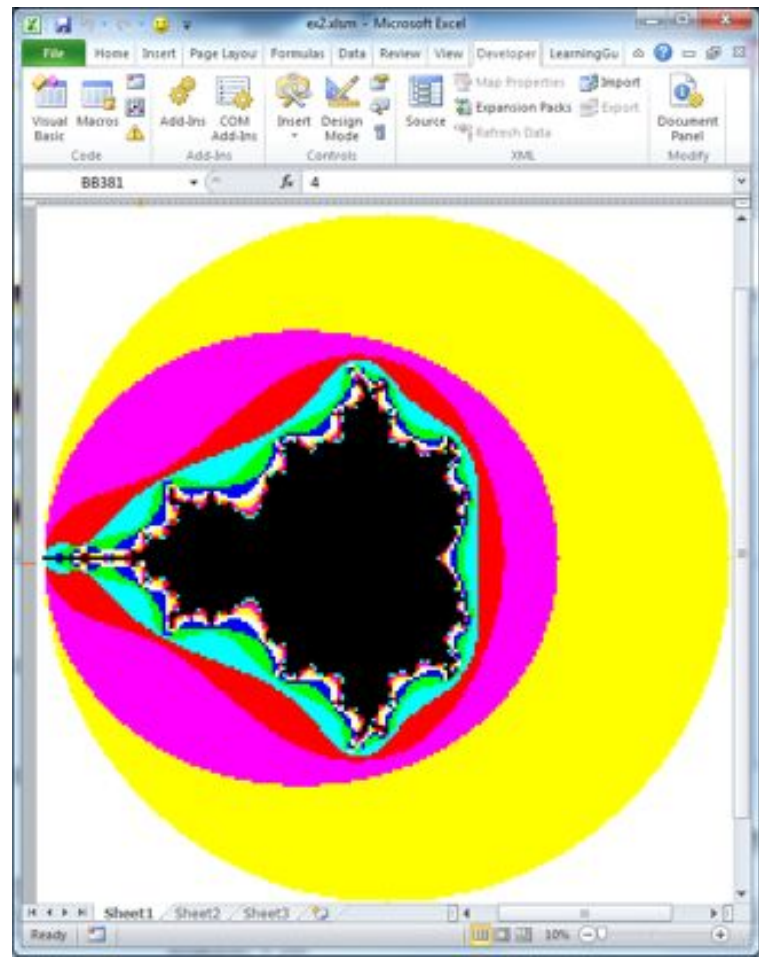 ex2.xlsm - Microsoft Excel
File Home Insert Page Layou Formulas Data Review View Developer LearningGu
Visual Basic Macros Add-Ins COM Add-Ins Insert Design Mode Source Map Properties Import
Expansion Packs Export
Refresh Data
Document Panel
Code Add-Ins Controls XML Modify
BB381 fx 4
Sheet1 Sheet2 Sheet3
Ready 10%